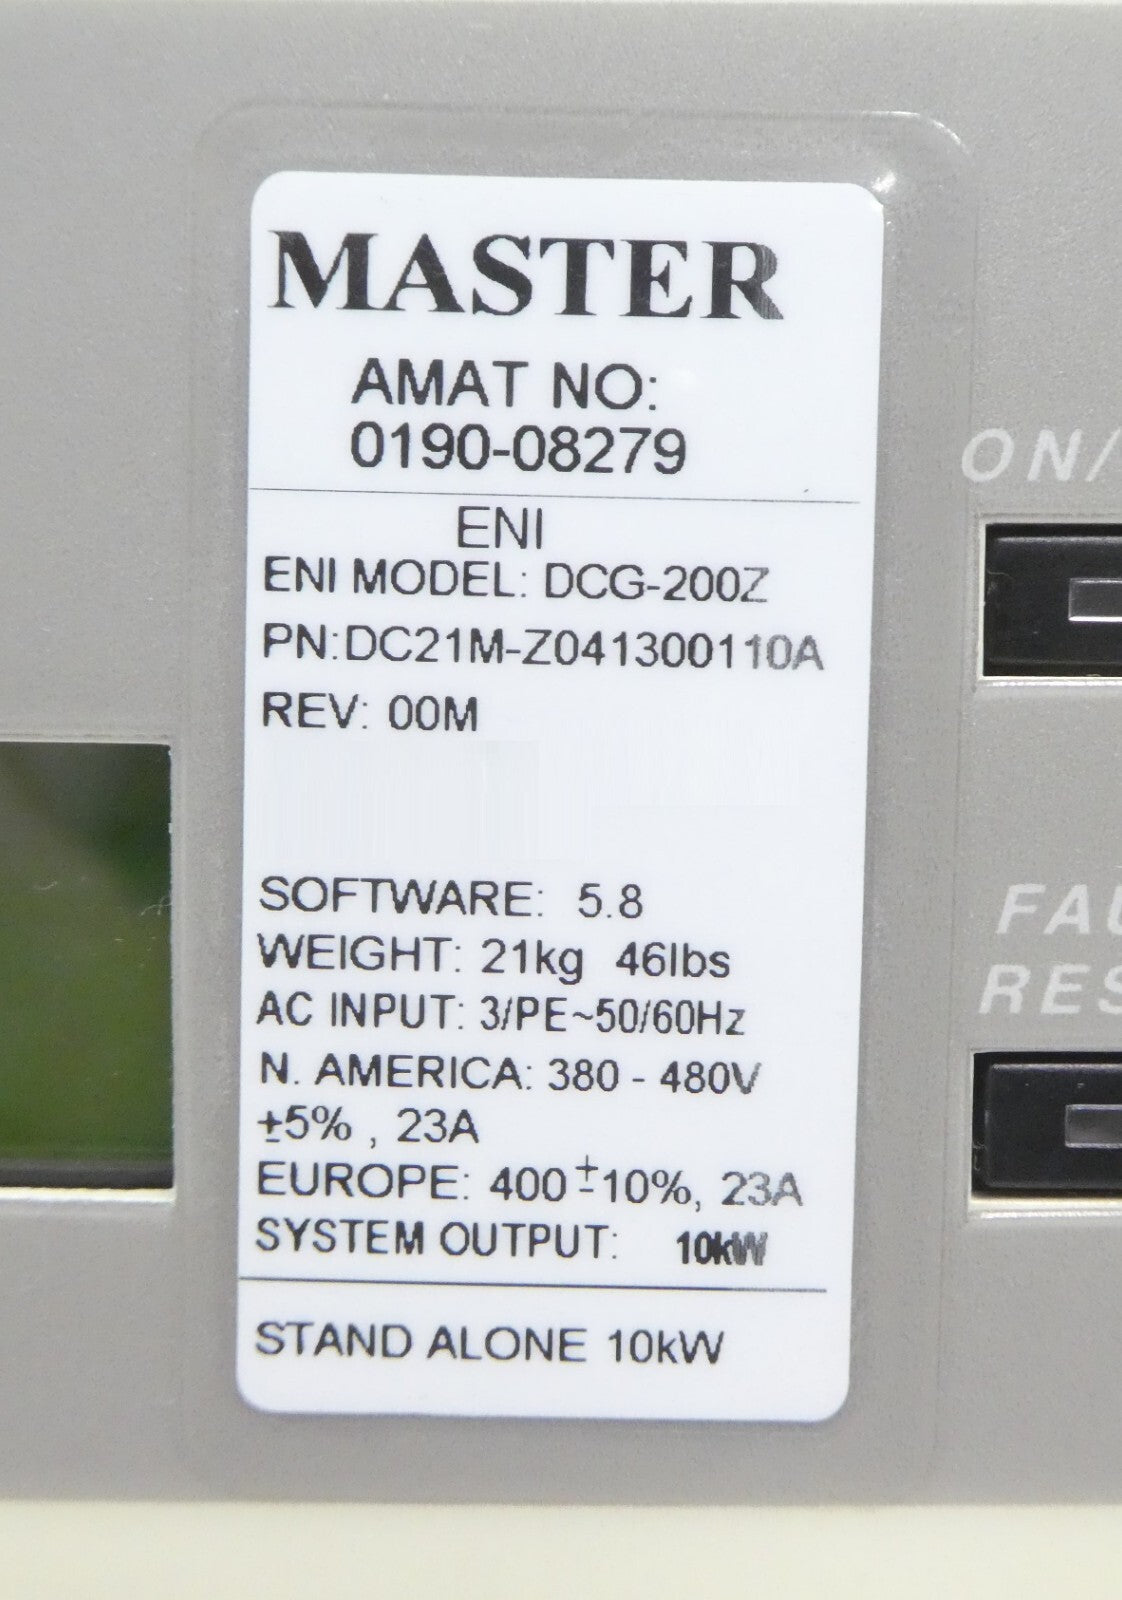 MASTER
AMAT NO:
0190-08279
ENI
ENI MODEL: DCG-200Z
PN:DC21M-Z041300110A
REV: 00M
SOFTWARE: 5.8
WEIGHT: 21kg 46lbs
AC INPUT: 3/PE~50/60Hz
N. AMERICA: 380 - 480V
±5% , 23A
EUROPE: 400 ±10%, 23A
SYSTEM OUTPUT: 10kW
STAND ALONE 10kW
ON/
FAU
RES